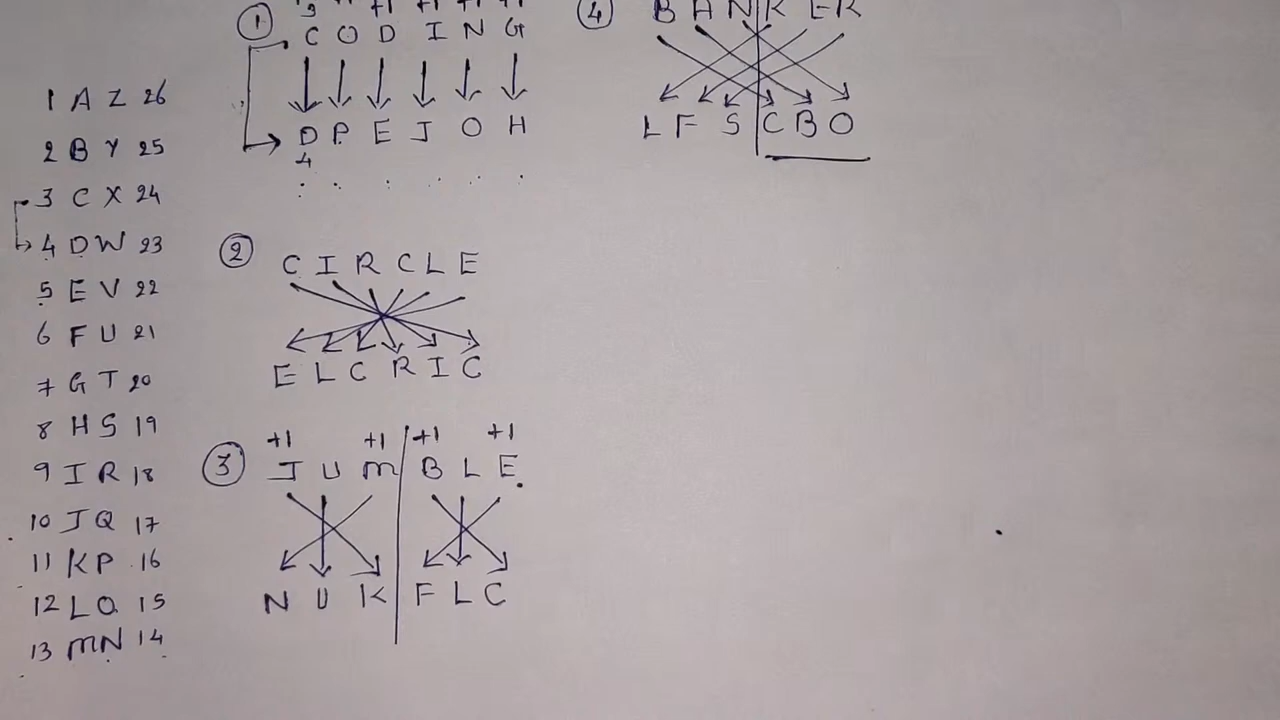 1 A Z 26
2 B Y 25
3 C X 24
4 D W 23
5 E V 22
6 F U 21
7 G T 20
8 H S 19
9 I R 18
10 J Q 17
11 K P 16
12 L O 15
13 M N 14
1 C O D I N G
D P E J O H
4
2
C I R C L E
E L C R I C
+1 +1 +1 +1
3 J U M B L E
N U K F L C
4 B A N K E R
L F S C B O